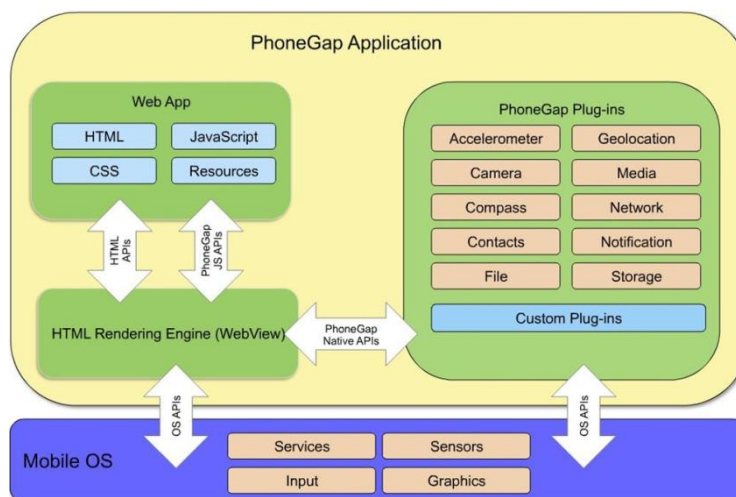 PhoneGap Application
Web App
HTML
JavaScript
CSS
Resources
HTML
APIs
PhoneGap
JS APIs
HTML Rendering Engine (WebView)
PhoneGap
Native APIs
PhoneGap Plug-ins
Accelerometer
Geolocation
Camera
Media
Compass
Network
Contacts
Notification
File
Storage
Custom Plug-ins
OS APIs
OS APIs
Mobile OS
Services
Sensors
Input
Graphics